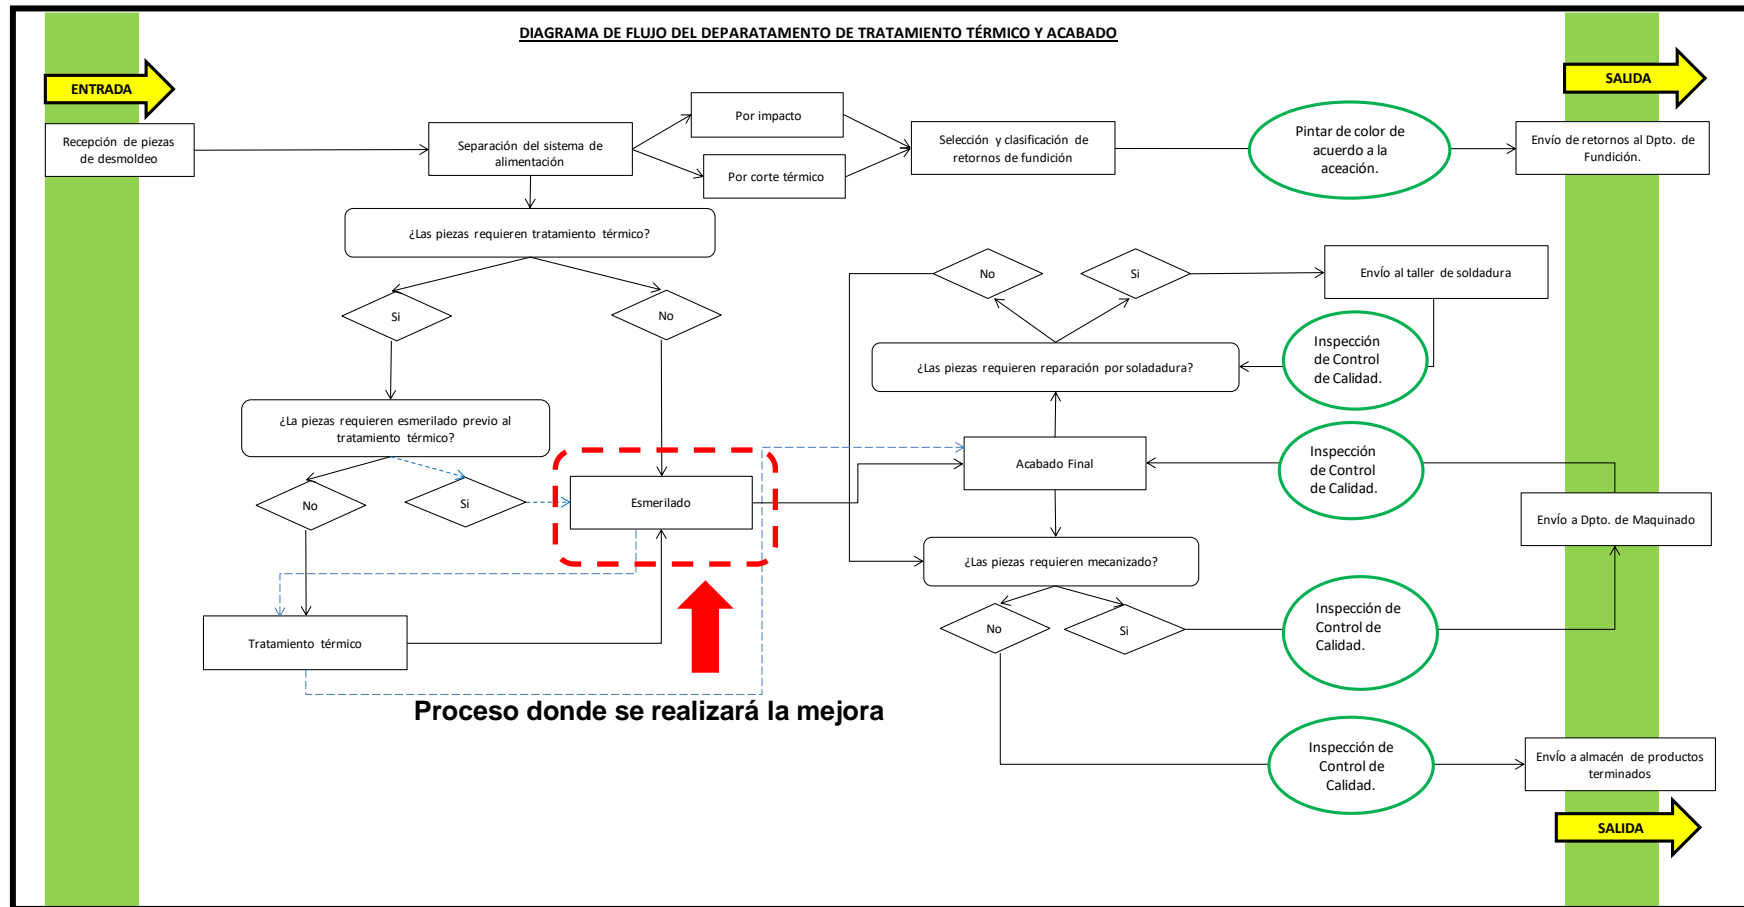 DIAGRAMA DE FLUJO DEL DEPARATAMENTO DE TRATAMIENTO TÉRMICO Y ACABADO
ENTRADA
SALIDA
Recepción de piezas
de desmoldeo
Separación del sistema de
alimentación
Por impacto
Por corte térmico
Selección y clasificación de
retornos de fundición
Pintar de color de
acuerdo a la
aceación.
Envío de retornos al Dpto. de
Fundición.
¿Las piezas requieren tratamiento térmico?
Si
No
No
Si
EnvÍo al taller de soldadura
¿Las piezas requieren reparación por soladadura?
Inspección
de Control
de Calidad.
¿La piezas requieren esmerilado previo al
tratamiento térmico?
No
Si
Esmerilado
Acabado Final
Inspección
de Control
de Calidad.
Envío a Dpto. de Maquinado
¿Las piezas requieren mecanizado?
No
Si
Inspección de
Control de
Calidad.
Tratamiento térmico
Proceso donde se realizará la mejora
Inspección de
Control de
Calidad.
EnvÍo a almacén de productos
terminados
SALIDA